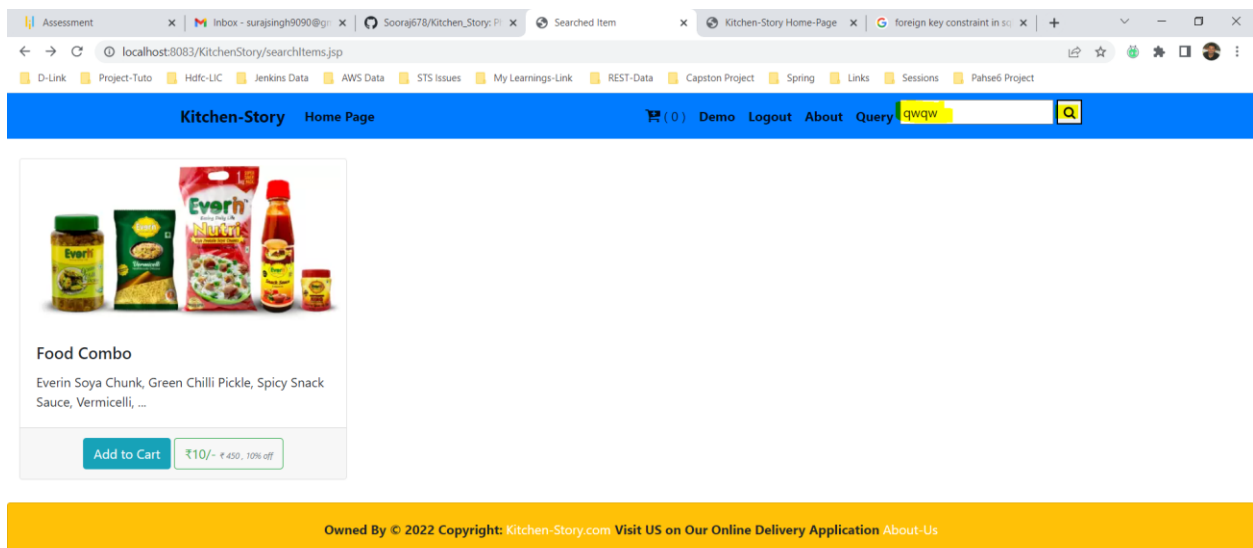 Assessment
Inbox - surajsingh9090@gm
Sooraj678/Kitchen_Story: Ph
Searched Item
Kitchen-Story Home-Page
foreign key constraint in sq
localhost:8083/KitchenStory/searchItems.jsp
D-Link Project-Tuto Hdfc-LIC Jenkins Data AWS Data STS Issues My Learnings-Link REST-Data Capston Project Spring Links Sessions Pahse6 Project
Kitchen-Story Home Page ( 0 ) Demo Logout About Query qwqw
Everh
Nutri
Everh
Food Combo
Everin Soya Chunk, Green Chilli Pickle, Spicy Snack
Sauce, Vermicelli, ...
Add to Cart ₹10/- ₹ 450 , 10% off
Owned By © 2022 Copyright: Kitchen-Story.com Visit US on Our Online Delivery Application About-Us